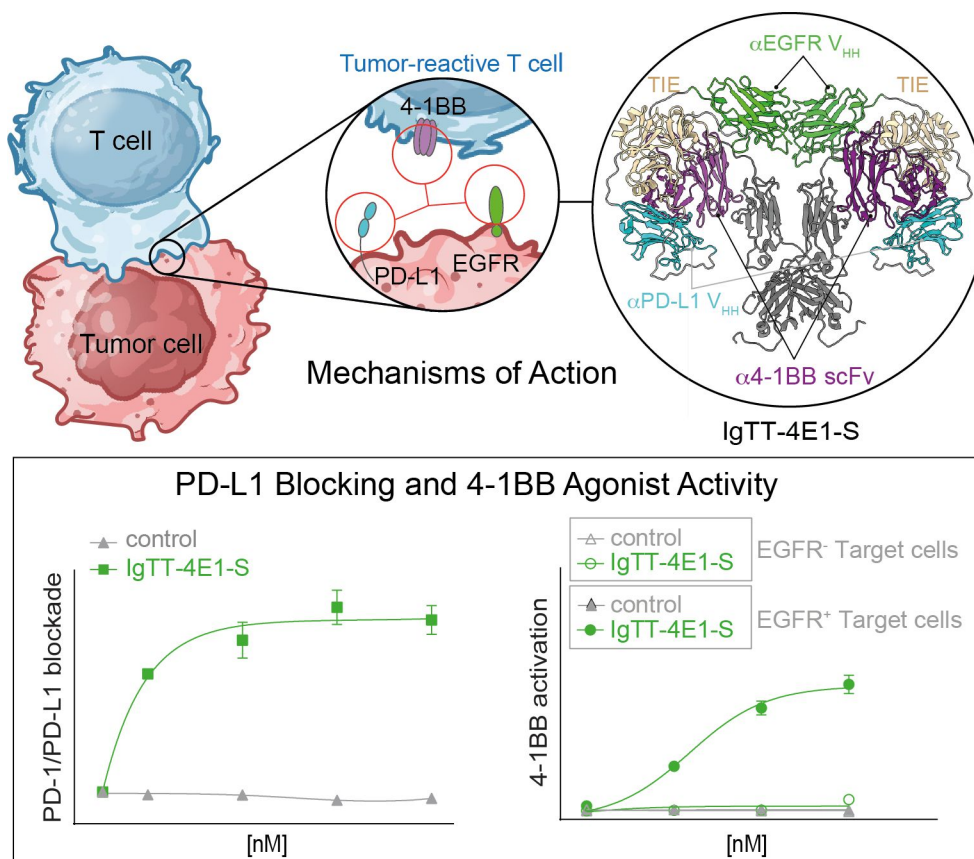 T cell
Tumor cell
Tumor-reactive T cell
4-1BB
PD-L1
EGFR
Mechanisms of Action
αEGFR VHH
TIE
TIE
αPD-L1 VHH
α4-1BB scFv
IgTT-4E1-S
PD-L1 Blocking and 4-1BB Agonist Activity
control
IgTT-4E1-S
PD-1/PD-L1 blockade
[nM]
control
IgTT-4E1-S
EGFR⁻ Target cells
control
IgTT-4E1-S
EGFR⁺ Target cells
4-1BB activation
[nM]